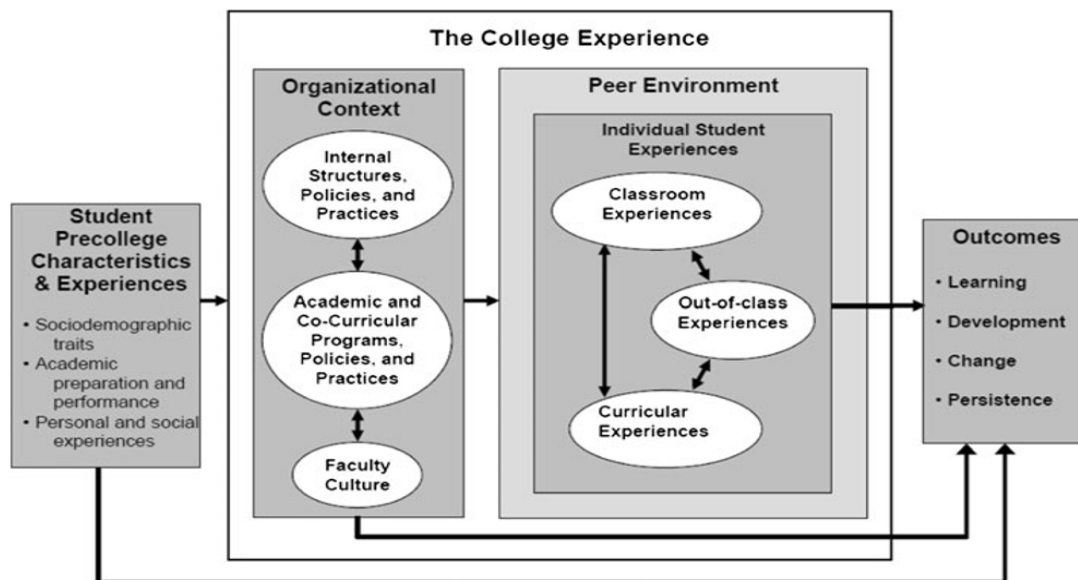 The College Experience
Organizational
Context
Internal
Structures,
Policies, and
Practices
Academic and
Co-Curricular
Programs,
Policies, and
Practices
Faculty
Culture
Peer Environment
Individual Student
Experiences
Classroom
Experiences
Out-of-class
Experiences
Curricular
Experiences
Student
Precollege
Characteristics
& Experiences
• Sociodemographic
traits
• Academic
preparation and
performance
• Personal and social
experiences
Outcomes
• Learning
• Development
• Change
• Persistence